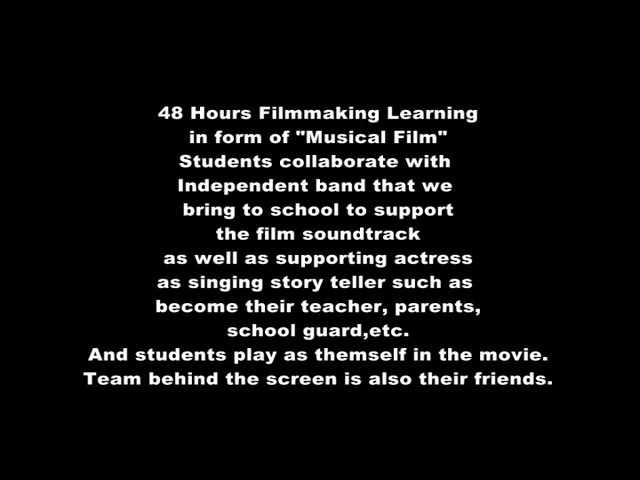 48 Hours Filmmaking Learning
in form of "Musical Film"
Students collaborate with
Independent band that we
bring to school to support
the film soundtrack
as well as supporting actress
as singing story teller such as
become their teacher, parents,
school guard,etc.
And students play as themself in the movie.
Team behind the screen is also their friends.